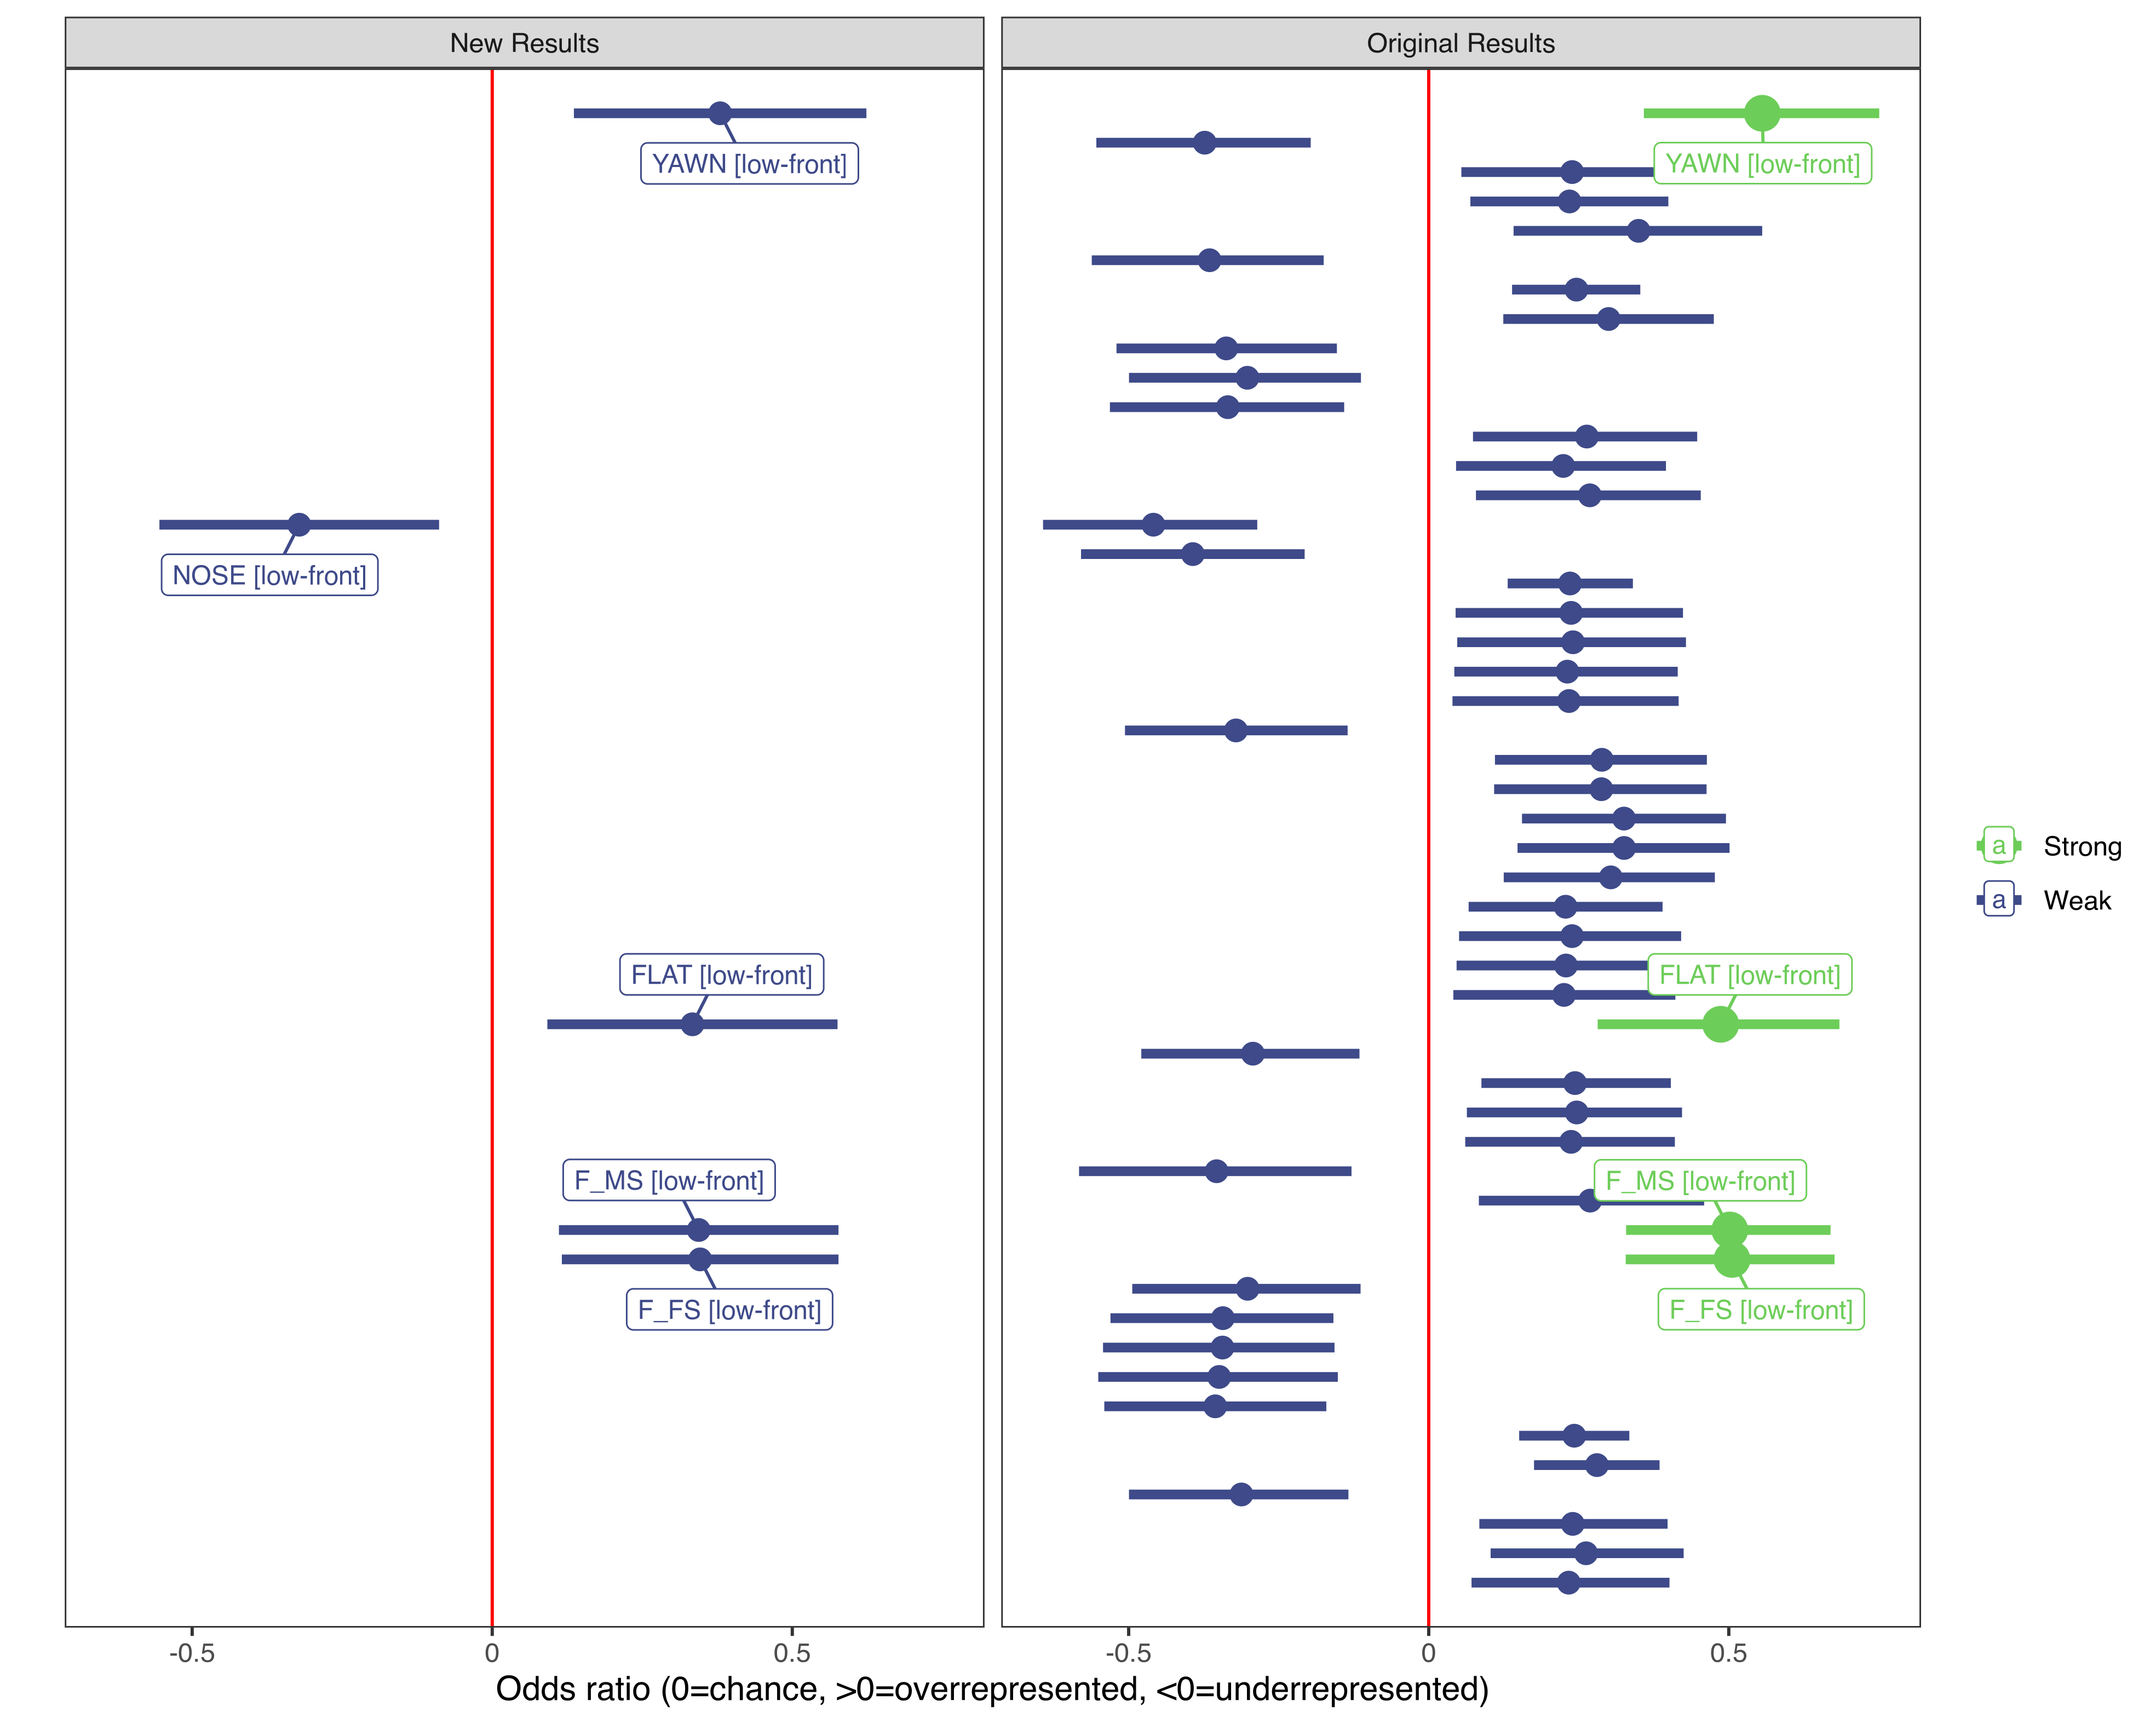 New Results
Original Results
YAWN [low-front]
YAWN [low-front]
NOSE [low-front]
FLAT [low-front]
FLAT [low-front]
F_MS [low-front]
F_MS [low-front]
F_FS [low-front]
F_FS [low-front]
a Strong
a Weak
-0.5 0 0.5
-0.5 0 0.5
Odds ratio (0=chance, >0=overrepresented, <0=underrepresented)